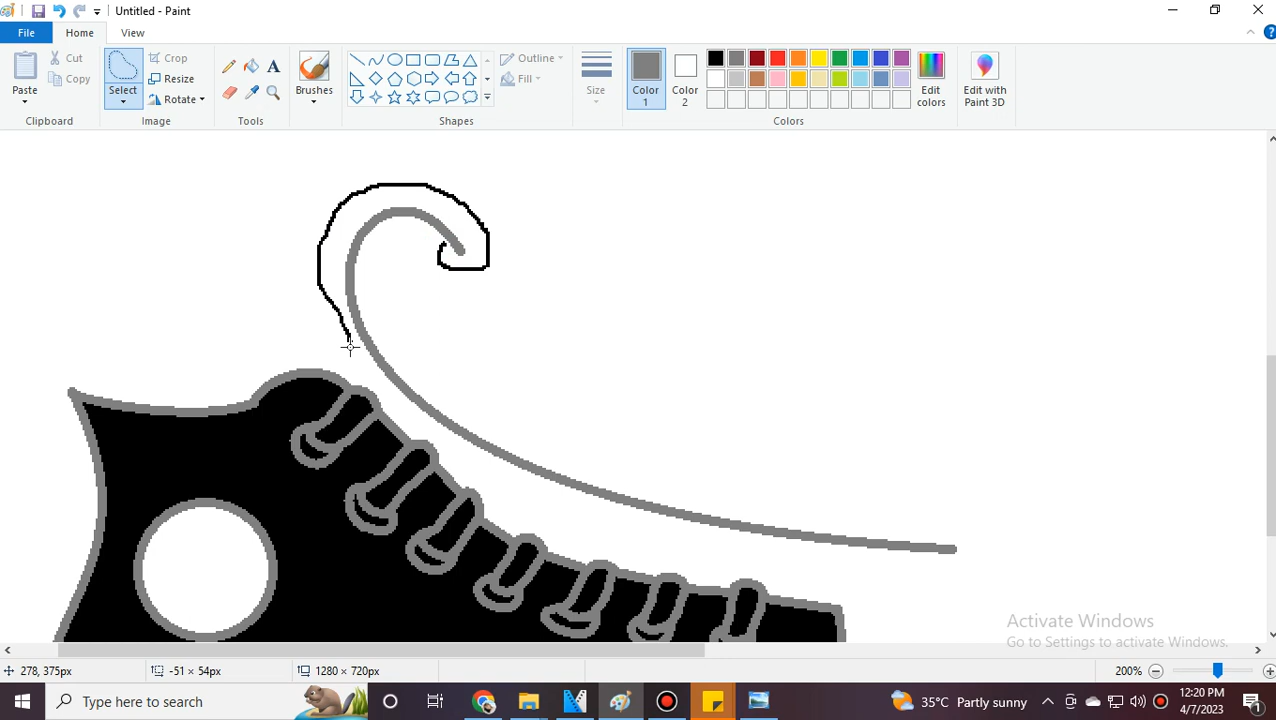 Untitled - Paint
File
Home
View
Paste
Cut
Copy
Clipboard
Select
Crop
Resize
Rotate
Image
A
Tools
Brushes
Outline
Fill
Shapes
Size
Color
1
Color
2
Edit
colors
Colors
Edit with
Paint 3D
Activate Windows
Go to Settings to activate Windows.
278, 375px
-51 × 54px
1280 × 720px
200%
Type here to search
35°C Partly sunny
12:20 PM
4/7/2023
1